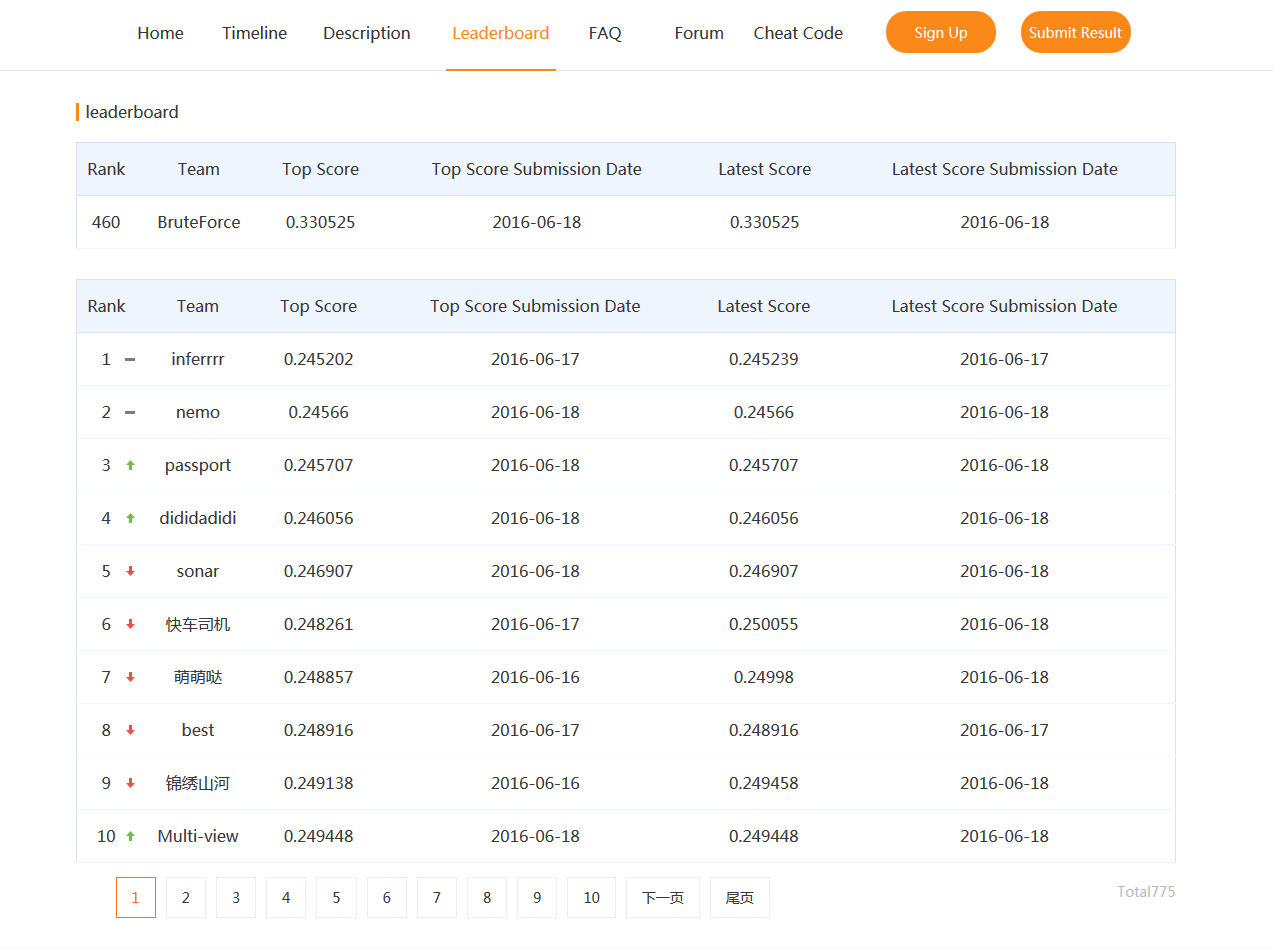 Home Timeline Description Leaderboard FAQ Forum Cheat Code Sign Up Submit Result
leaderboard
Rank Team Top Score Top Score Submission Date Latest Score Latest Score Submission Date
460 BruteForce 0.330525 2016-06-18 0.330525 2016-06-18
Rank Team Top Score Top Score Submission Date Latest Score Latest Score Submission Date
1 inferrrr 0.245202 2016-06-17 0.245239 2016-06-17
2 nemo 0.24566 2016-06-18 0.24566 2016-06-18
3 passport 0.245707 2016-06-18 0.245707 2016-06-18
4 dididadidi 0.246056 2016-06-18 0.246056 2016-06-18
5 sonar 0.246907 2016-06-18 0.246907 2016-06-18
6 快车司机 0.248261 2016-06-17 0.250055 2016-06-18
7 萌萌哒 0.248857 2016-06-16 0.24998 2016-06-18
8 best 0.248916 2016-06-17 0.248916 2016-06-17
9 锦绣山河 0.249138 2016-06-16 0.249458 2016-06-18
10 Multi-view 0.249448 2016-06-18 0.249448 2016-06-18
1 2 3 4 5 6 7 8 9 10 下一页 尾页 Total775